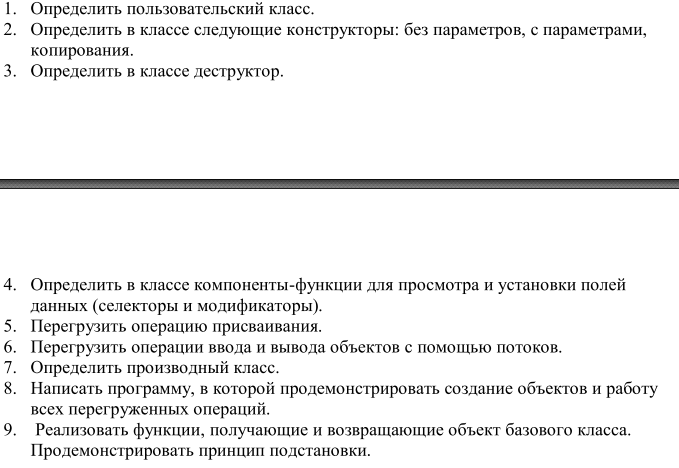 1. Определить пользовательский класс.
2. Определить в классе следующие конструкторы: без параметров, с параметрами,
копирования.
3. Определить в классе деструктор.
4. Определить в классе компоненты-функции для просмотра и установки полей
данных (селекторы и модификаторы).
5. Перегрузить операцию присваивания.
6. Перегрузить операции ввода и вывода объектов с помощью потоков.
7. Определить производный класс.
8. Написать программу, в которой продемонстрировать создание объектов и работу
всех перегруженных операций.
9. Реализовать функции, получающие и возвращающие объект базового класса.
Продемонстрировать принцип подстановки.